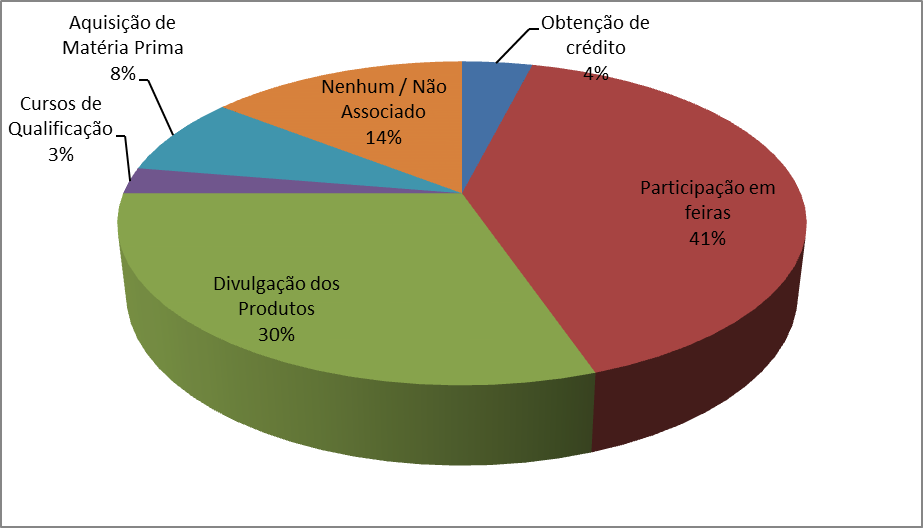 Obtenção de
crédito
4%
Participação em
feiras
41%
Divulgação dos
Produtos
30%
Cursos de
Qualificação
3%
Aquisição de
Matéria Prima
8%
Nenhum / Não
Associado
14%